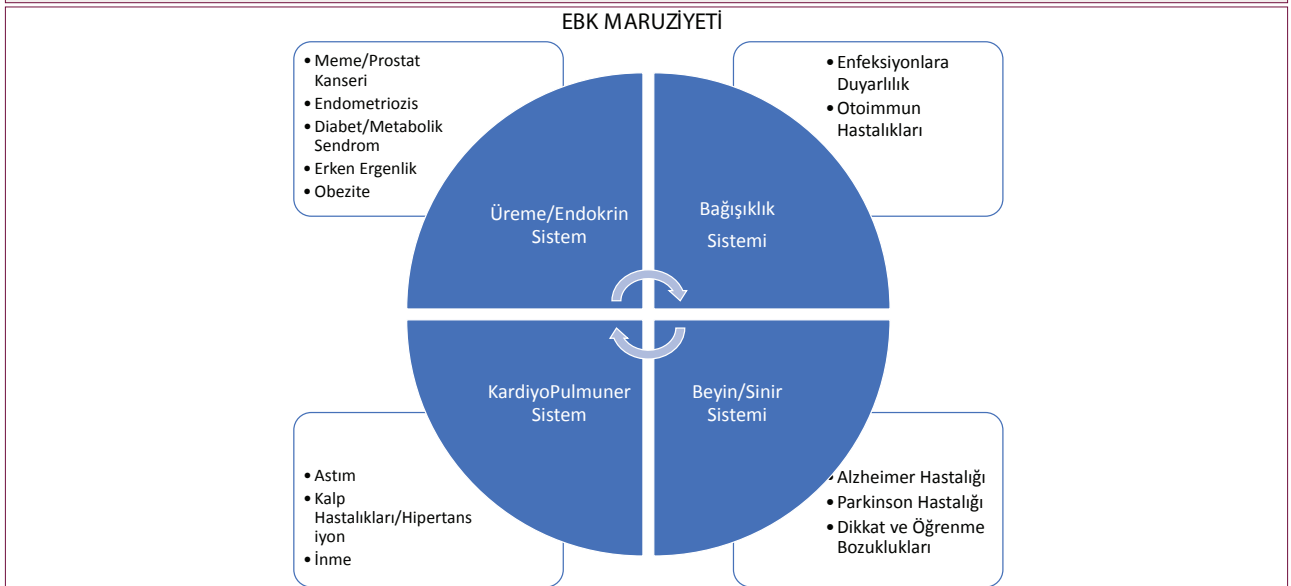 EBK MARUZİYETİ
• Meme/Prostat
Kanseri
• Endometriozis
• Diabet/Metabolik
Sendrom
• Erken Ergenlik
• Obezite
• Enfeksiyonlara
Duyarlılık
• Otoimmun
Hastalıkları
Üreme/Endokrin
Sistem
Bağışıklık
Sistemi
KardiyoPulmuner
Sistem
Beyin/Sinir
Sistemi
• Astım
• Kalp
Hastalıkları/Hipertans
iyon
• İnme
• Alzheimer Hastalığı
• Parkinson Hastalığı
• Dikkat ve Öğrenme
Bozuklukları